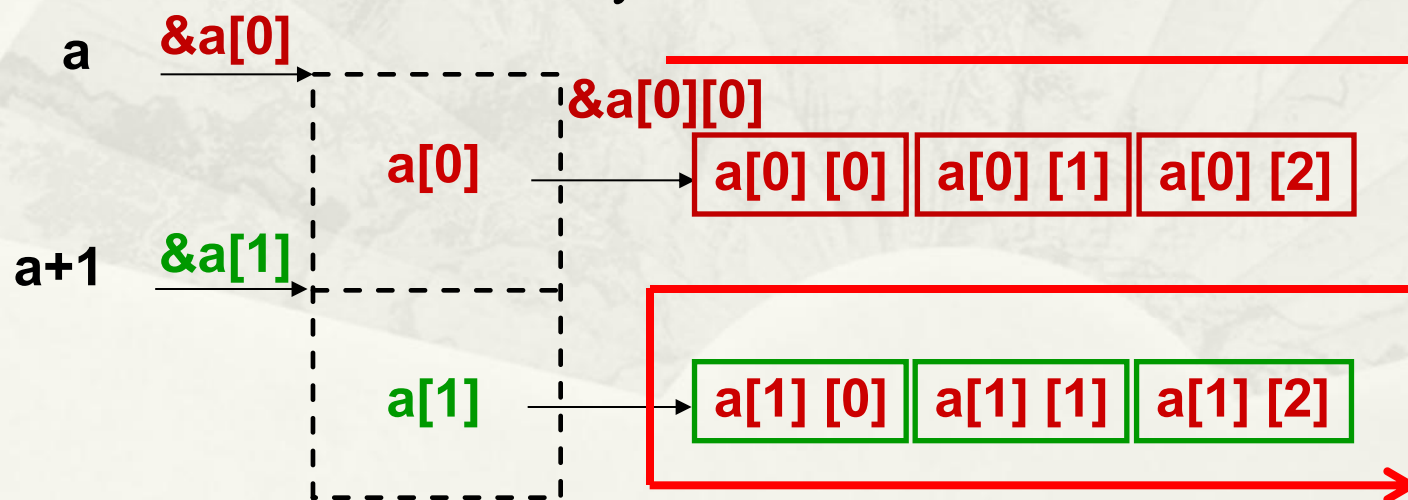 a &a[0]
&a[0][0]
a[0] a[0] [0] a[0] [1] a[0] [2]
a+1 &a[1]
a[1] a[1] [0] a[1] [1] a[1] [2]